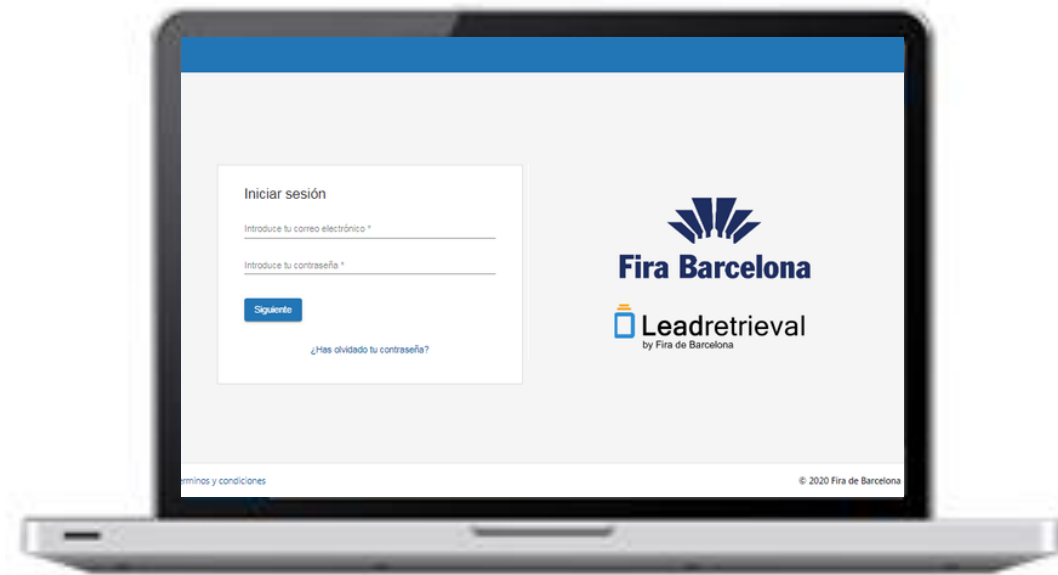 Iniciar sesión
Introduce tu correo electrónico *
Introduce tu contraseña *
Siguiente
¿Has olvidado tu contraseña?
Fira Barcelona
Leadretrieval
by Fira de Barcelona
érminos y condiciones
© 2020 Fira de Barcelona